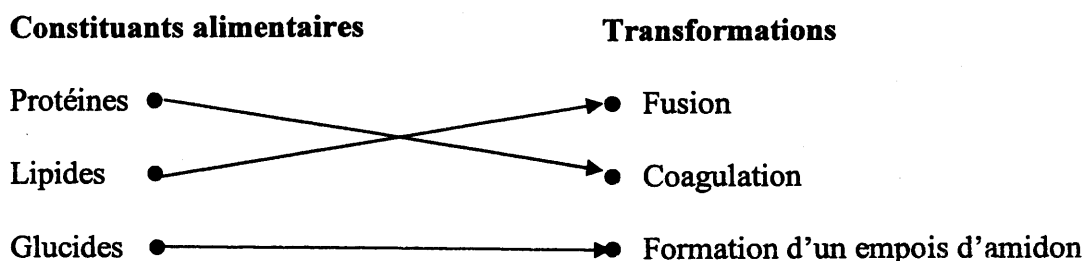 Constituants alimentaires Transformations
Protéines Fusion
Lipides Coagulation
Glucides Formation d'un empois d'amidon